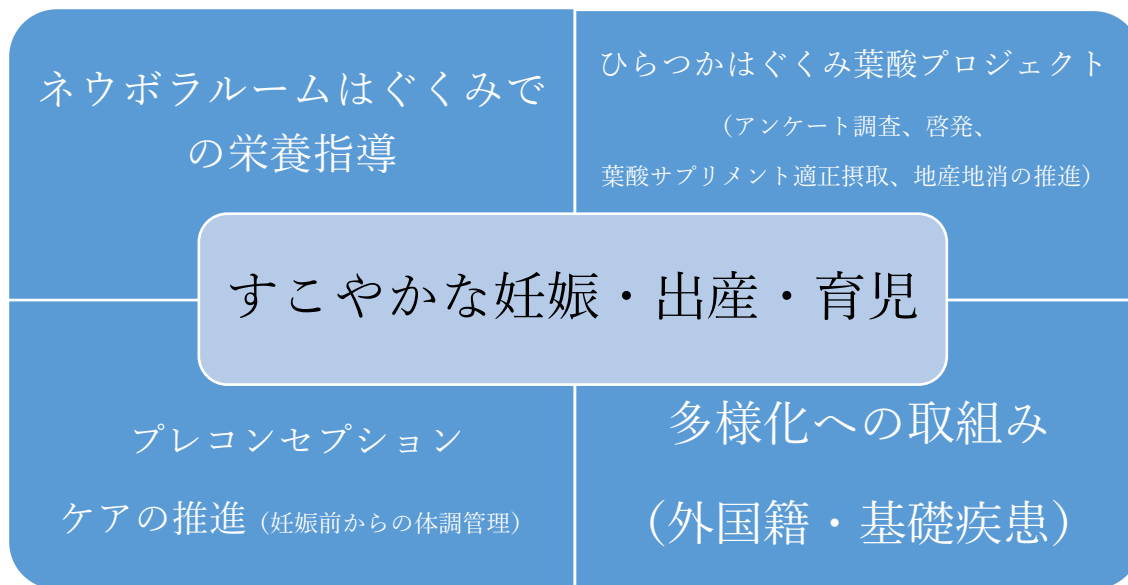 ネウボラルームはぐくみで
の栄養指導
ひらつかはぐくみ葉酸プロジェクト
（アンケート調査、啓発、
葉酸サプリメント適正摂取、地産地消の推進）
すこやかな妊娠・出産・育児
プレコンセプション
ケアの推進（妊娠前からの体調管理）
多様化への取組み
（外国籍・基礎疾患）